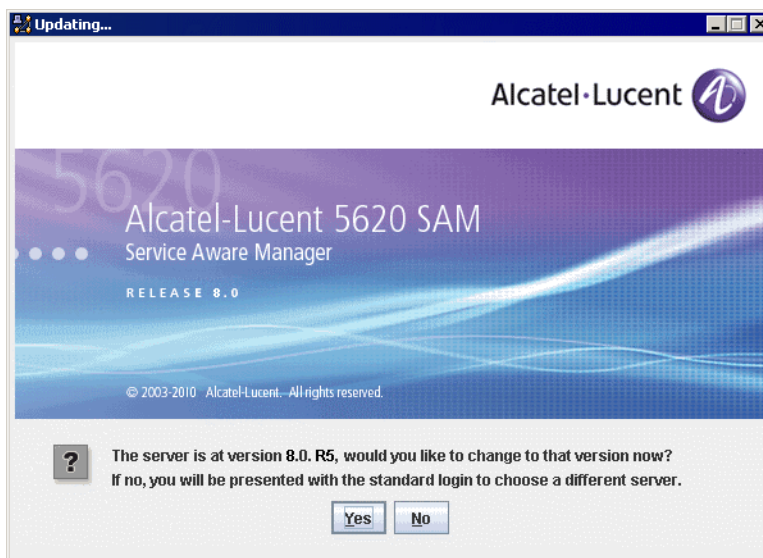 Updating...
Alcatel·Lucent
5620
Alcatel-Lucent 5620 SAM
Service Aware Manager
RELEASE 8.0
© 2003-2010 Alcatel-Lucent. All rights reserved.
? The server is at version 8.0. R5, would you like to change to that version now?
If no, you will be presented with the standard login to choose a different server.
Yes No